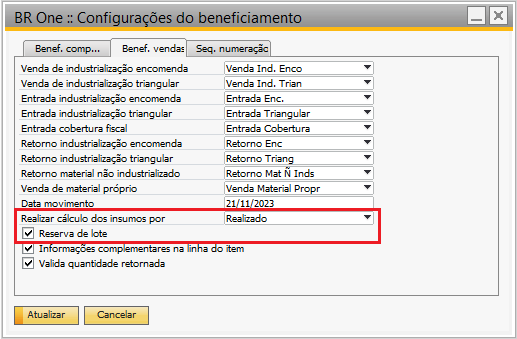 BR One :: Configurações do beneficiamento
Benef. comp... Benef. vendas Seq. numeração
Venda de industrialização encomenda Venda Ind. Enco
Venda de industrialização triangular Venda Ind. Trian
Entrada industrialização encomenda Entrada Enc.
Entrada industrialização triangular Entrada Triangular
Entrada cobertura fiscal Entrada Cobertura
Retorno industrialização encomenda Retorno Enc
Retorno industrialização triangular Retorno Triang
Retorno material não industrializado Retorno Mat Ñ Inds
Venda de material próprio Venda Material Propr
Data movimento 21/11/2023
Realizar cálculo dos insumos por Realizado
Reserva de lote
Informações complementares na linha do item
Valida quantidade retornada
Atualizar Cancelar